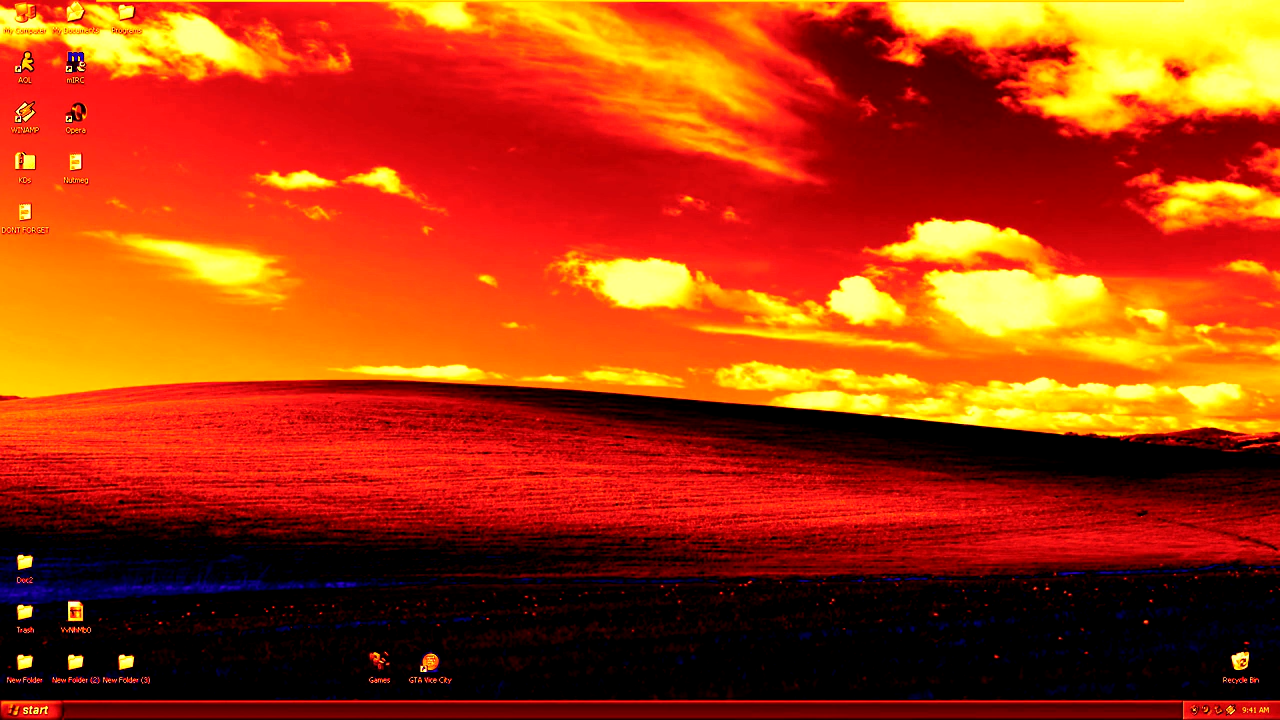 My Computer
My Documents
Programs
AOL
mIRC
WINAMP
Opera
KDs
Nutmeg
DONT FORGET
Doc2
Trash
New Folder
New Folder (2)
New Folder (3)
Games
GTA Vice City
Recycle Bin
start
9:41 AM